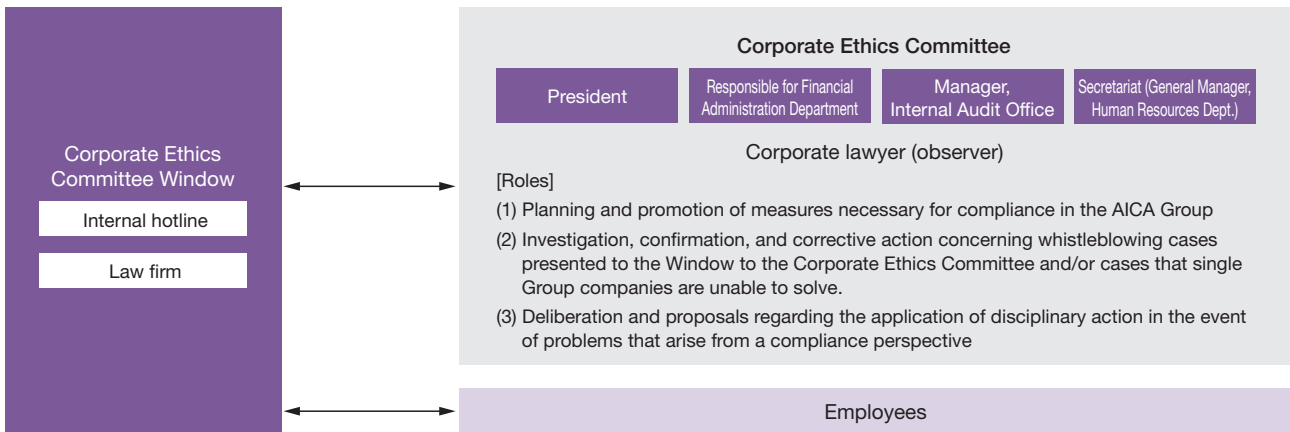 Corporate Ethics
Committee Window
Internal hotline
Law firm
Corporate Ethics Committee
President
Responsible for Financial
Administration Department
Manager,
Internal Audit Office
Secretariat (General Manager,
Human Resources Dept.)
Corporate lawyer (observer)
[Roles]
(1) Planning and promotion of measures necessary for compliance in the AICA Group
(2) Investigation, confirmation, and corrective action concerning whistleblowing cases
presented to the Window to the Corporate Ethics Committee and/or cases that single
Group companies are unable to solve.
(3) Deliberation and proposals regarding the application of disciplinary action in the event
of problems that arise from a compliance perspective
Employees